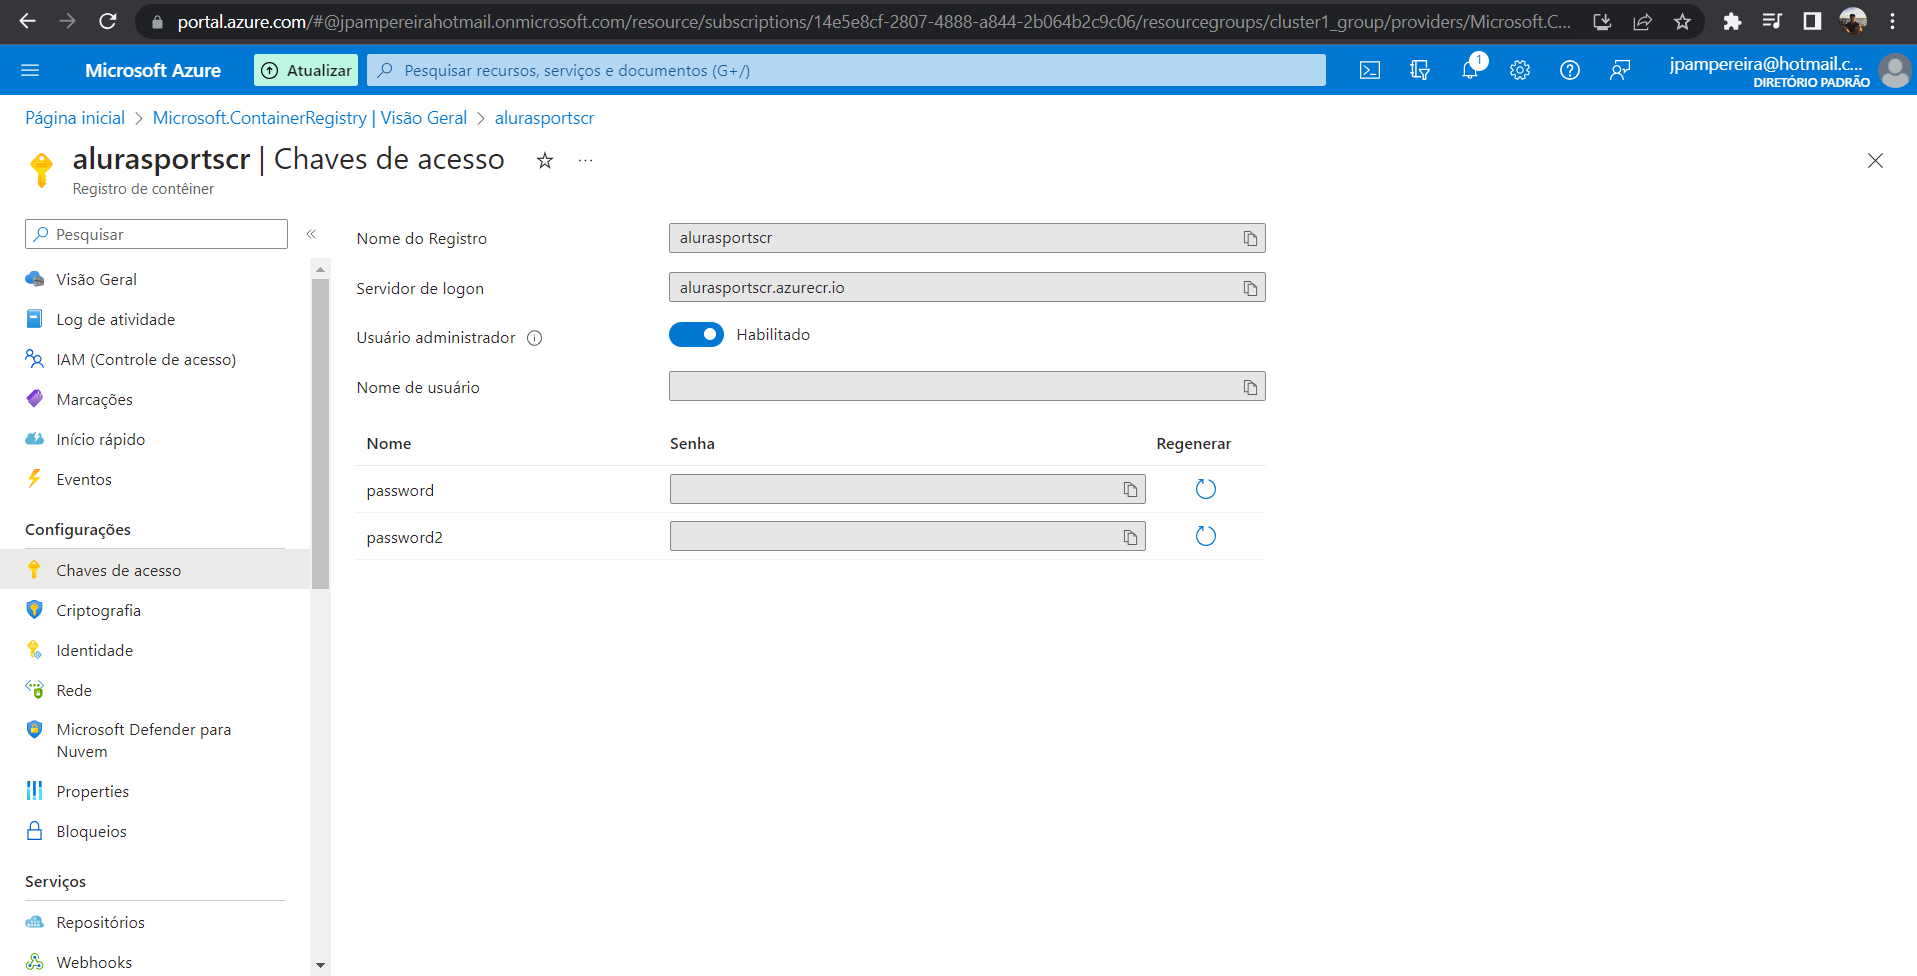 portal.azure.com/#@jpampereirahotmail.onmicrosoft.com/resource/subscriptions/14e5e8cf-2807-4888-a844-2b064b2c9c06/resourcegroups/cluster1_group/providers/Microsoft.C...
Microsoft Azure
Atualizar
Pesquisar recursos, serviços e documentos (G+/)
1
jpampereira@hotmail.c...
DIRETÓRIO PADRÃO
Página inicial > Microsoft.ContainerRegistry | Visão Geral > alurasportscr
alurasportscr | Chaves de acesso
Registro de contêiner
Pesquisar
Visão Geral
Log de atividade
IAM (Controle de acesso)
Marcações
Início rápido
Eventos
Configurações
Chaves de acesso
Criptografia
Identidade
Rede
Microsoft Defender para
Nuvem
Properties
Bloqueios
Serviços
Repositórios
Webhooks
Nome do Registro
alurasportscr
Servidor de logon
alurasportscr.azurecr.io
Usuário administrador
Habilitado
Nome de usuário
Nome Senha Regenerar
password
password2